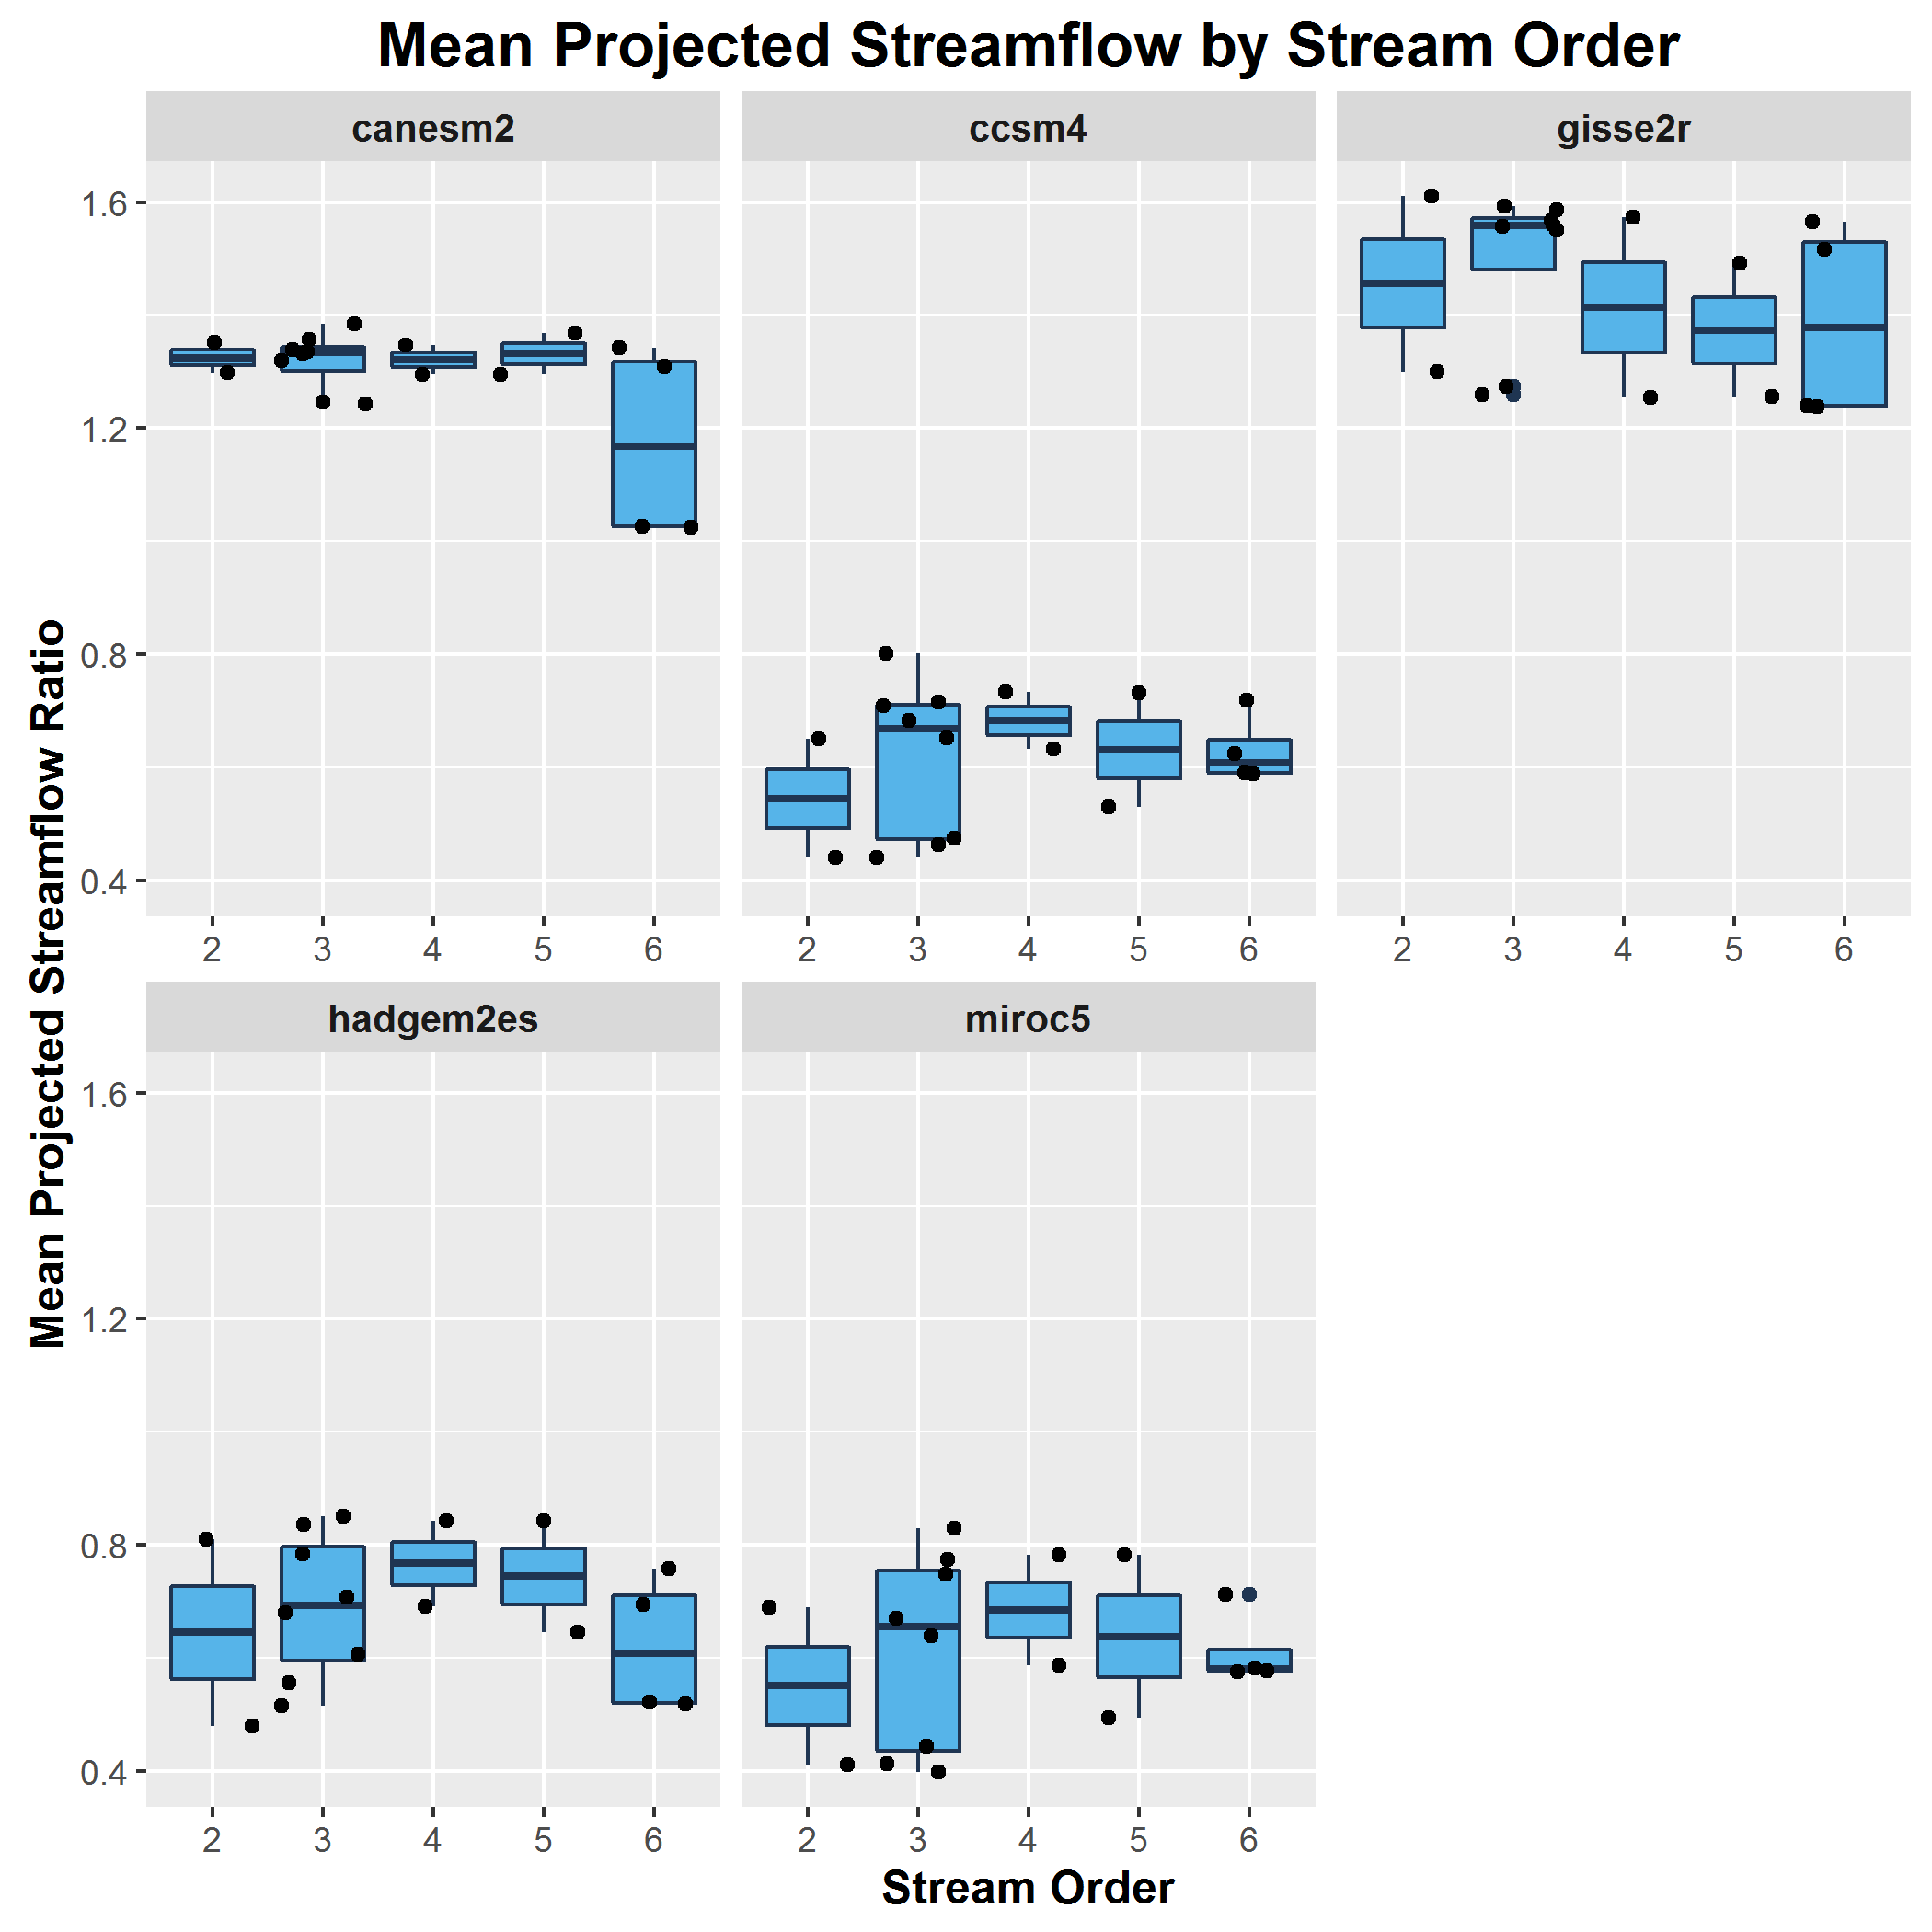 Mean Projected Streamflow by Stream Order
canesm2
ccsm4
gisse2r
1.6
1.2
0.8
0.4
2 3 4 5 6
2 3 4 5 6
2 3 4 5 6
Mean Projected Streamflow Ratio
hadgem2es
miroc5
1.6
1.2
0.8
0.4
2 3 4 5 6
2 3 4 5 6
Stream Order